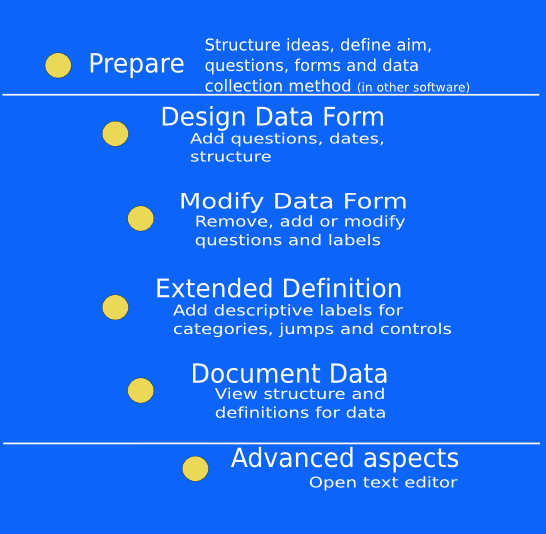 Prepare
Structure ideas, define aim,
questions, forms and data
collection method (in other software)
Design Data Form
Add questions, dates,
structure
Modify Data Form
Remove, add or modify
questions and labels
Extended Definition
Add descriptive labels for
categories, jumps and controls
Document Data
View structure and
definitions for data
Advanced aspects
Open text editor